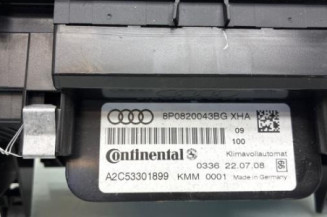 8P0820043BG XHA
09
100
Continental
Klimavollautomat
0336 22.07.08
A2C53301899 KMM 0001 Made in Germany